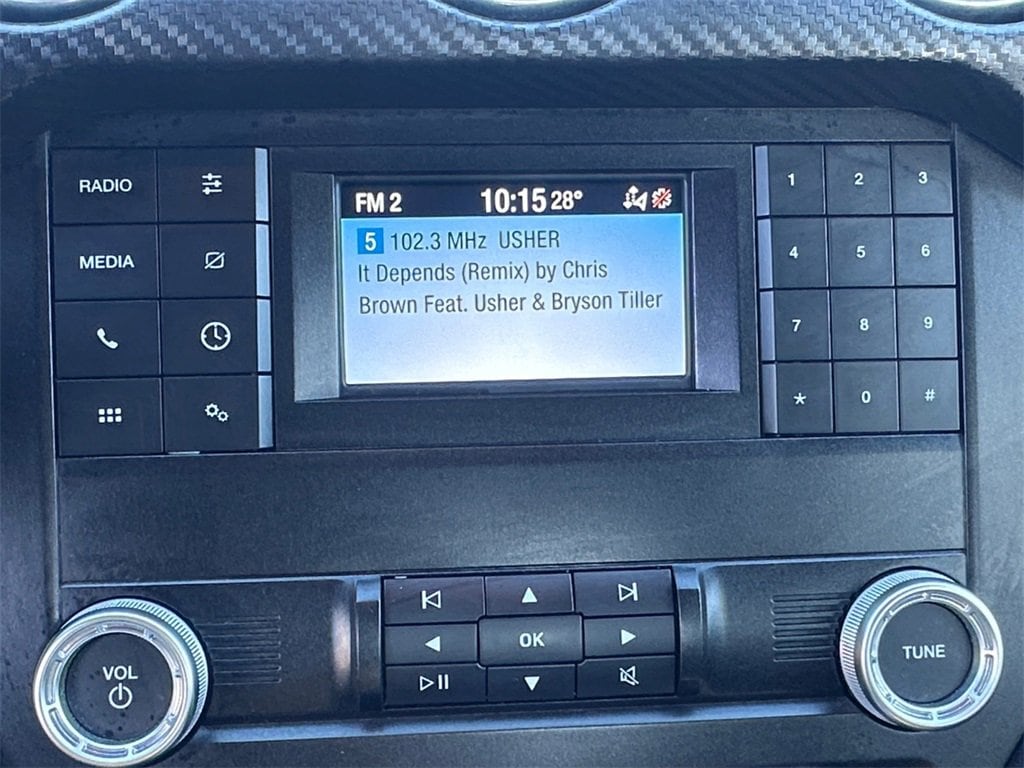 RADIO
MEDIA
FM 2 10:15 28°
5 102.3 MHz USHER
It Depends (Remix) by Chris
Brown Feat. Usher & Bryson Tiller
1 2 3
4 5 6
7 8 9
* 0 #
VOL
OK
TUNE